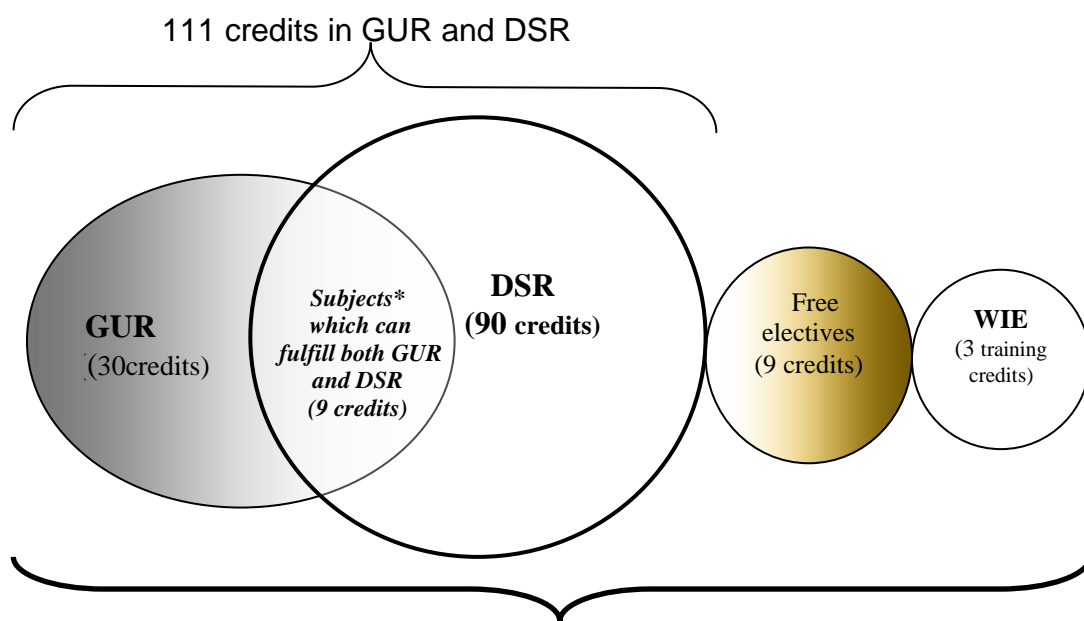 111 credits in GUR and DSR
GUR
(30credits)
Subjects*
which can
fulfill both GUR
and DSR
(9 credits)
DSR
(90 credits)
Free
electives
(9 credits)
WIE
(3 training
credits)